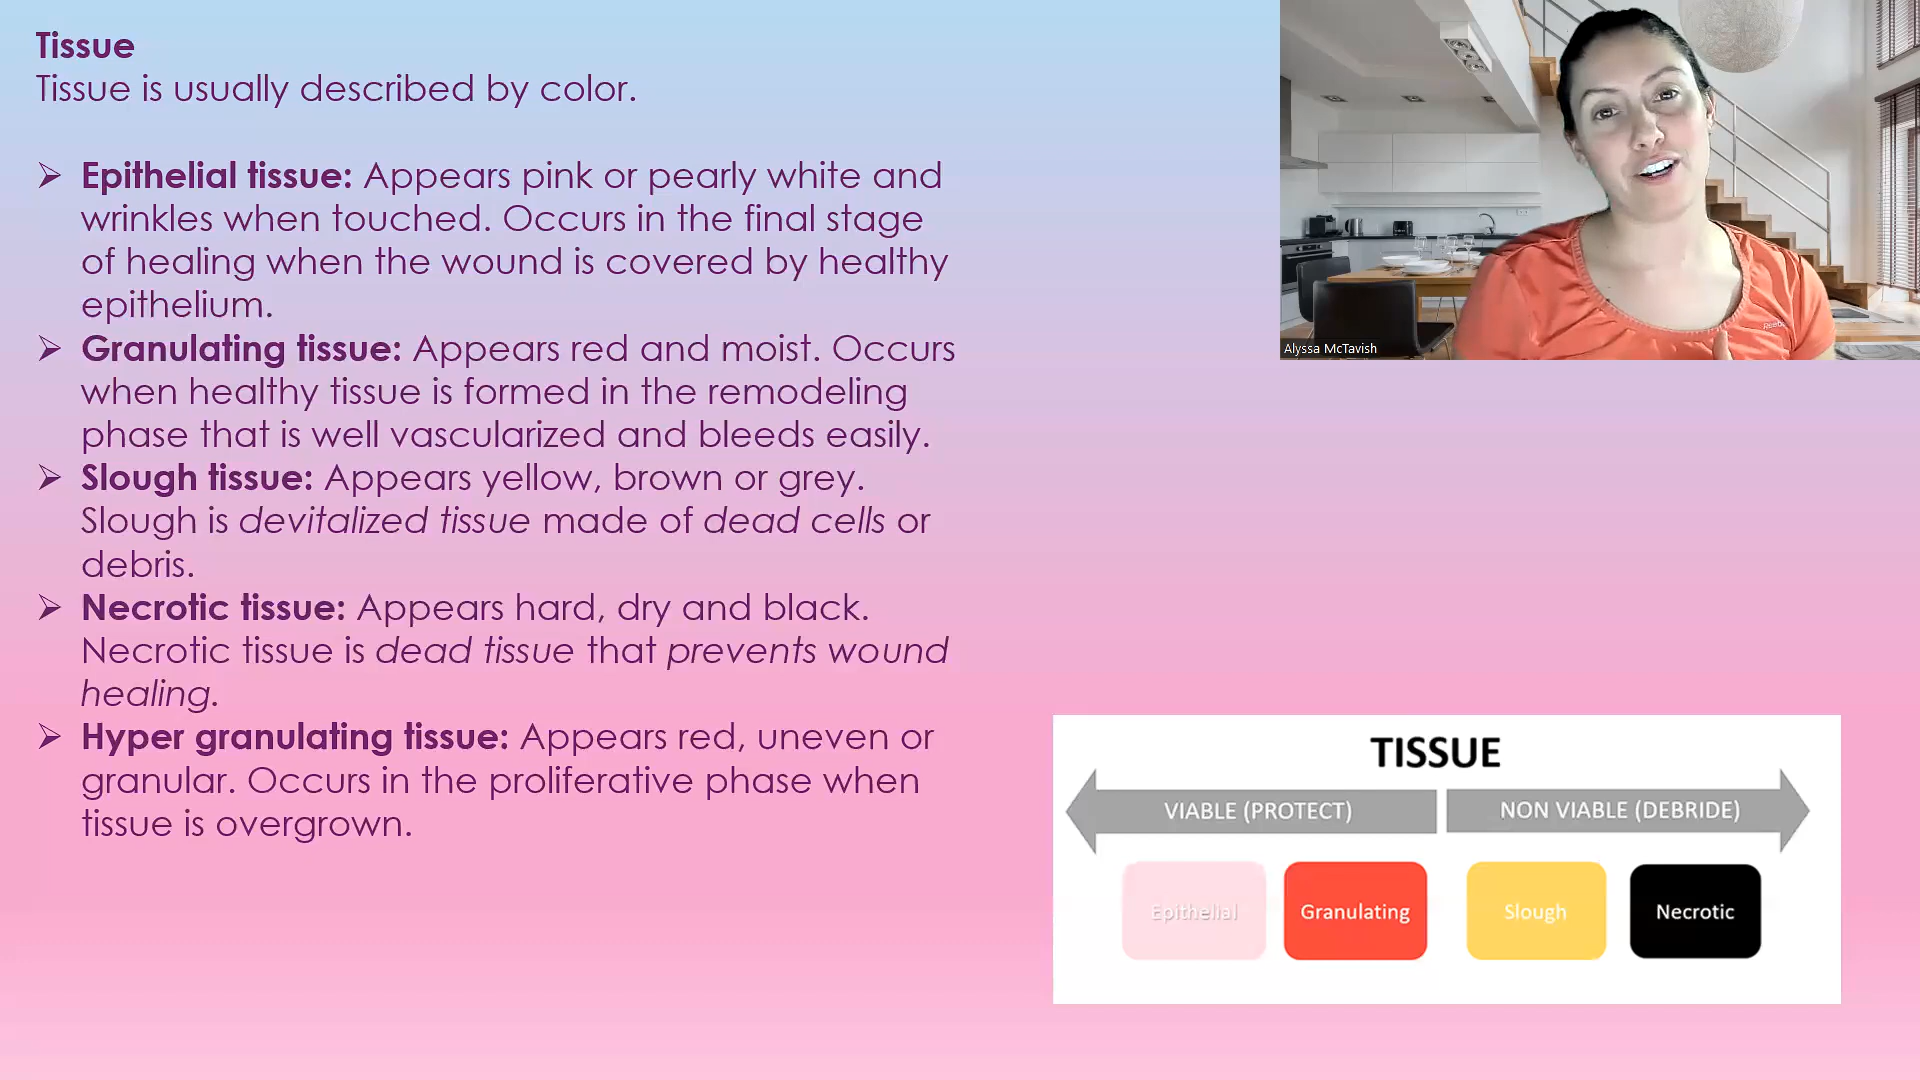 Tissue
Tissue is usually described by color.
➢ Epithelial tissue: Appears pink or pearly white and
wrinkles when touched. Occurs in the final stage
of healing when the wound is covered by healthy
epithelium.
➢ Granulating tissue: Appears red and moist. Occurs
when healthy tissue is formed in the remodeling
phase that is well vascularized and bleeds easily.
➢ Slough tissue: Appears yellow, brown or grey.
Slough is devitalized tissue made of dead cells or
debris.
➢ Necrotic tissue: Appears hard, dry and black.
Necrotic tissue is dead tissue that prevents wound
healing.
➢ Hyper granulating tissue: Appears red, uneven or
granular. Occurs in the proliferative phase when
tissue is overgrown.
Reebok
Alyssa McTavish
TISSUE
VIABLE (PROTECT) NON VIABLE (DEBRIDE)
Epithelial Granulating Slough Necrotic